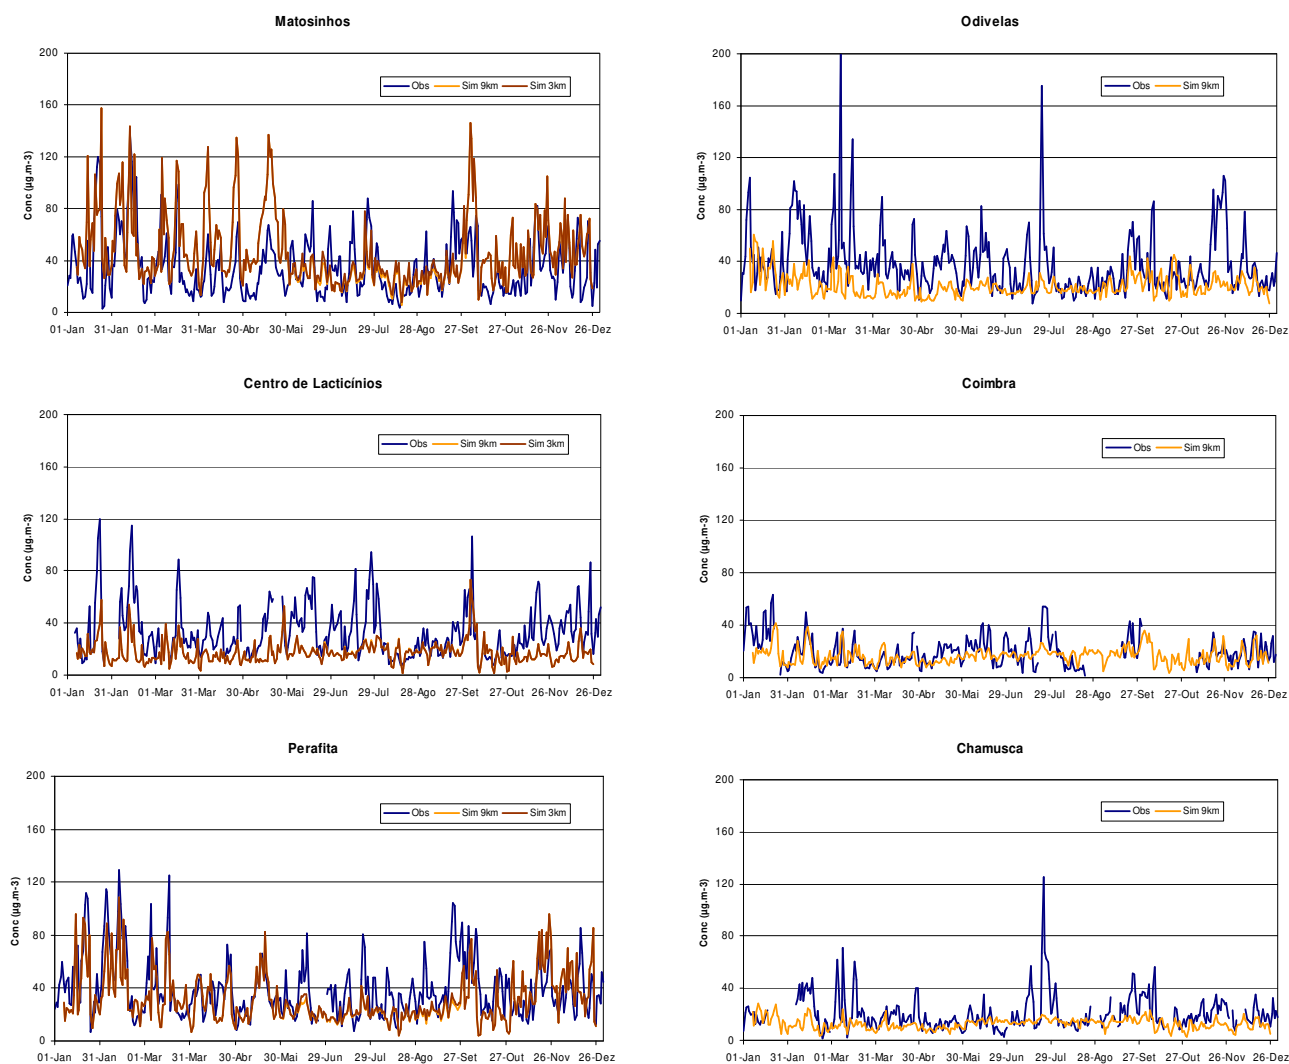 Matosinhos
200
160
120
80
40
0
Conc (µg.m-3)
Obs Sim 9km Sim 3km
01-Jan 31-Jan 01-Mar 31-Mar 30-Abr 30-Mai 29-Jun 29-Jul 28-Ago 27-Set 27-Out 26-Nov 26-Dez
Odivelas
200
160
120
80
40
0
Conc (µg.m-3)
Obs Sim 9km
01-Jan 31-Jan 01-Mar 31-Mar 30-Abr 30-Mai 29-Jun 29-Jul 28-Ago 27-Set 27-Out 26-Nov 26-Dez
Centro de Lacticínios
200
160
120
80
40
0
Conc (µg.m-3)
Obs Sim 9km Sim 3km
01-Jan 31-Jan 01-Mar 31-Mar 30-Abr 30-Mai 29-Jun 29-Jul 28-Ago 27-Set 27-Out 26-Nov 26-Dez
Coimbra
200
160
120
80
40
0
Conc (µg.m-3)
Obs Sim 9km
01-Jan 31-Jan 01-Mar 31-Mar 30-Abr 30-Mai 29-Jun 29-Jul 28-Ago 27-Set 27-Out 26-Nov 26-Dez
Perafita
200
160
120
80
40
0
Conc (µg.m-3)
Obs Sim 9km Sim 3km
01-Jan 31-Jan 01-Mar 31-Mar 30-Abr 30-Mai 29-Jun 29-Jul 28-Ago 27-Set 27-Out 26-Nov 26-Dez
Chamusca
200
160
120
80
40
0
Conc (µg.m-3)
Obs Sim 9km
01-Jan 31-Jan 01-Mar 31-Mar 30-Abr 30-Mai 29-Jun 29-Jul 28-Ago 27-Set 27-Out 26-Nov 26-Dez